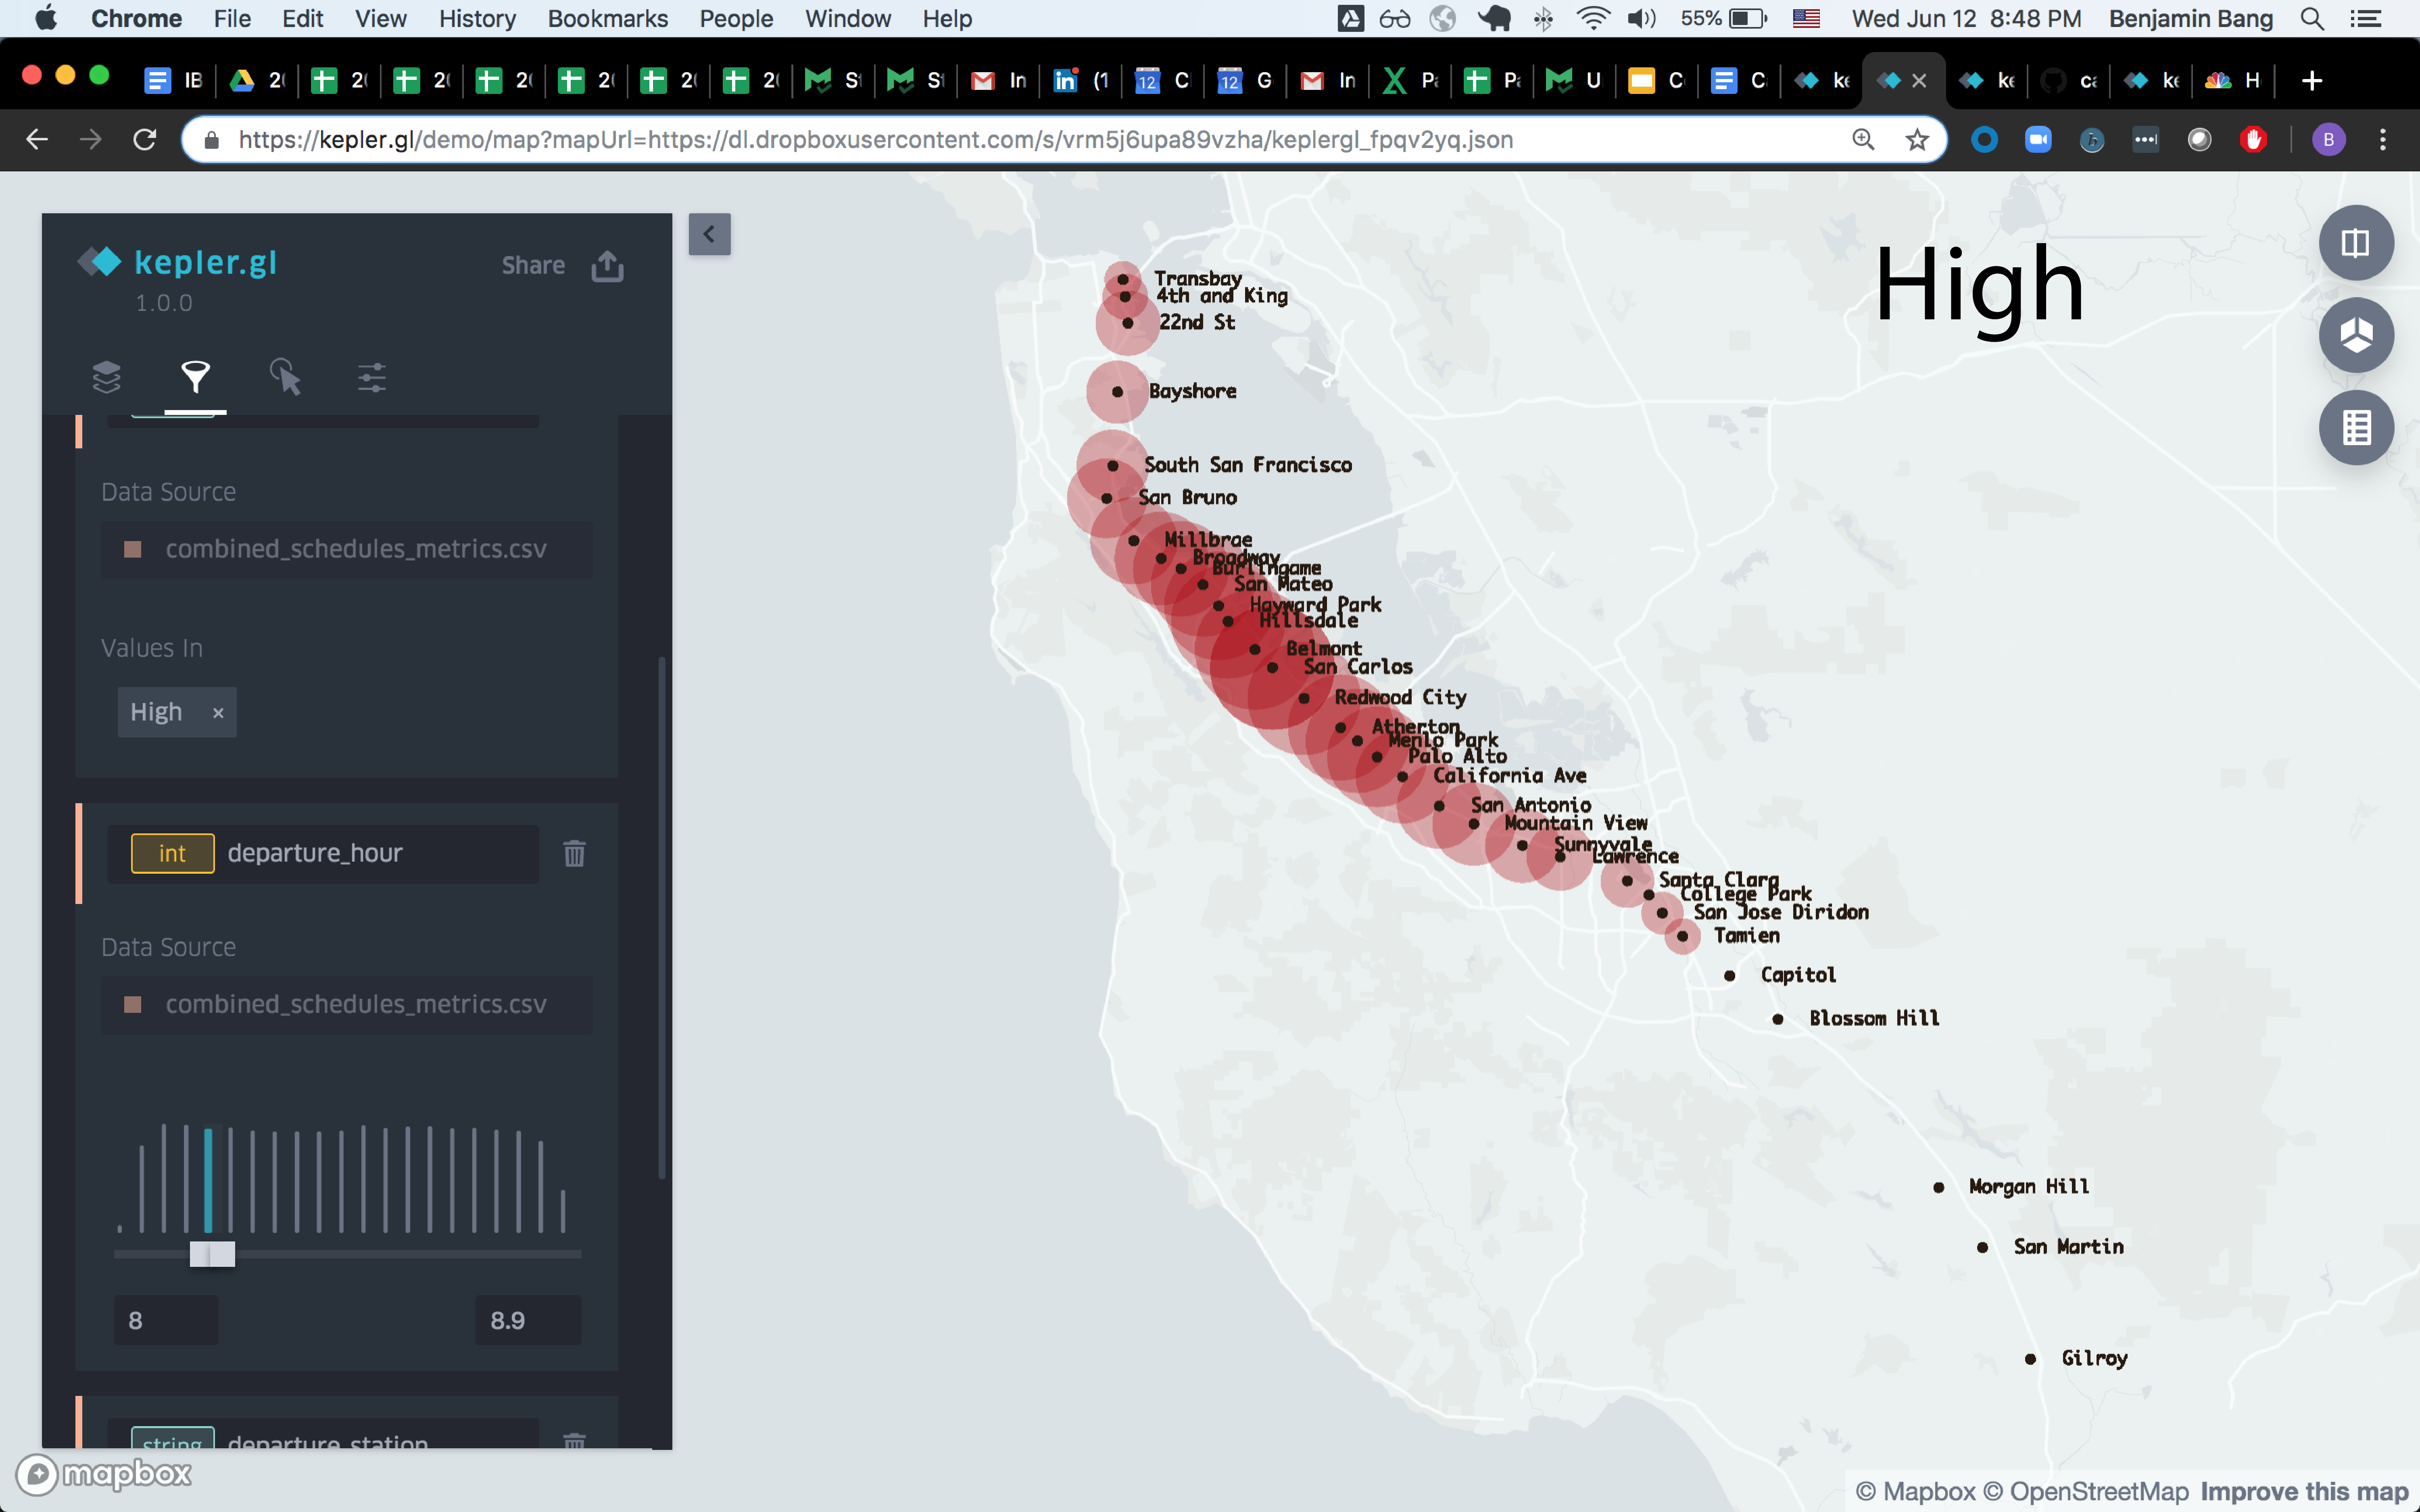 Chrome File Edit View History Bookmarks People Window Help 55% Wed Jun 12 8:48 PM Benjamin Bang
IB 2( 2( 2( 2( 2( 2( 2( S S In (1 12 C 12 G In P P U C C ke ke H
https://kepler.gl/demo/map?mapUrl=https://dl.dropboxusercontent.com/s/vrm5j6upa89vzha/keplergl_fpqv2yq.json B
kepler.gl Share
1.0.0
Data Source
combined_schedules_metrics.csv
Values In
High ×
int departure_hour
Data Source
combined_schedules_metrics.csv
8 8.9
string departure_station
mapbox
High
Transbay
4th and King
22nd St
Bayshore
South San Francisco
San Bruno
Millbrae
Broadway
Burlingame
San Mateo
Hayward Park
Hillsdale
Belmont
San Carlos
Redwood City
Atherton
Menlo Park
Palo Alto
California Ave
San Antonio
Mountain View
Sunnyvale
Lawrence
Santa Clara
College Park
San Jose Diridon
Tamien
Capitol
Blossom Hill
Morgan Hill
San Martin
Gilroy
© Mapbox © OpenStreetMap Improve this map